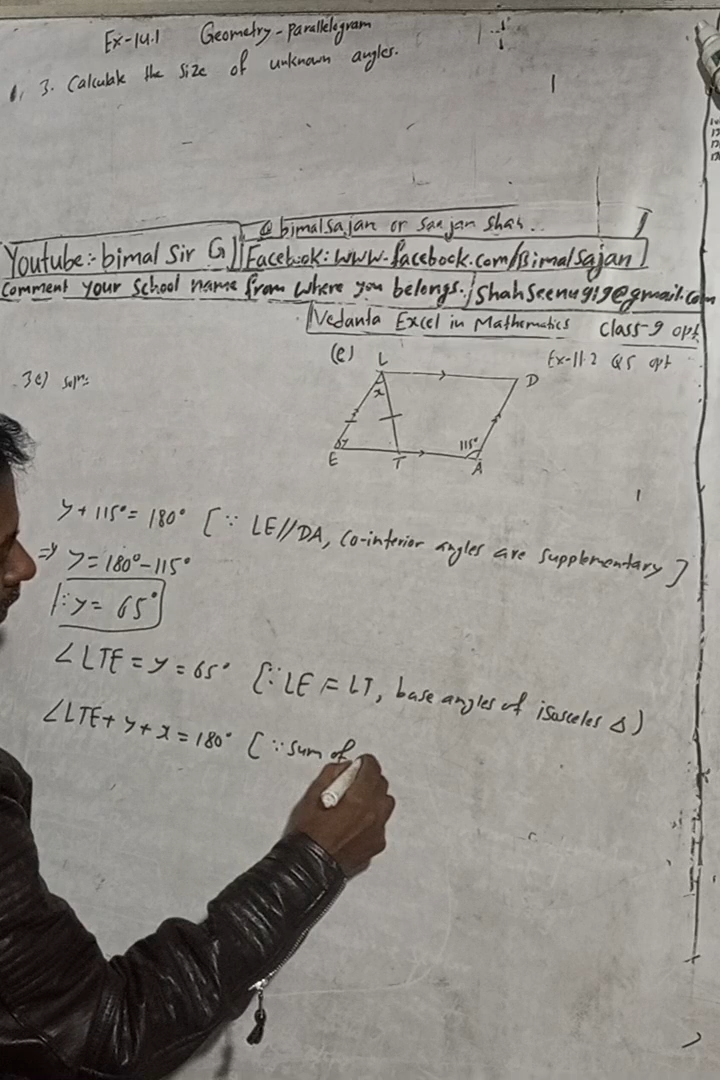 Ex-14.1 Geometry-parallelogram
1. 3. Calculate the size of unknown angles.
@ bimalsajan or Sanjan Shah..
Youtube:- bimal Sir G
Facebook: www.facebook.com/Bimalsajan
Comment your School name from where you belongs.
Shahseenu919@gmail.com
Vedanta Excel in Mathematics Class-9 opt
Ex-11.2 Q5 opt
3e) solⁿ:
(e)
L
D
x
y
115°
E
T
A
y + 115° = 180° [∵ LE//DA, co-interior angles are supplementary]
⇒ y = 180° - 115°
∴ y = 65°
∠LTE = y = 65° [∵ LE = LT, base angles of isosceles Δ)
∠LTE + y + x = 180° [∵ sum of